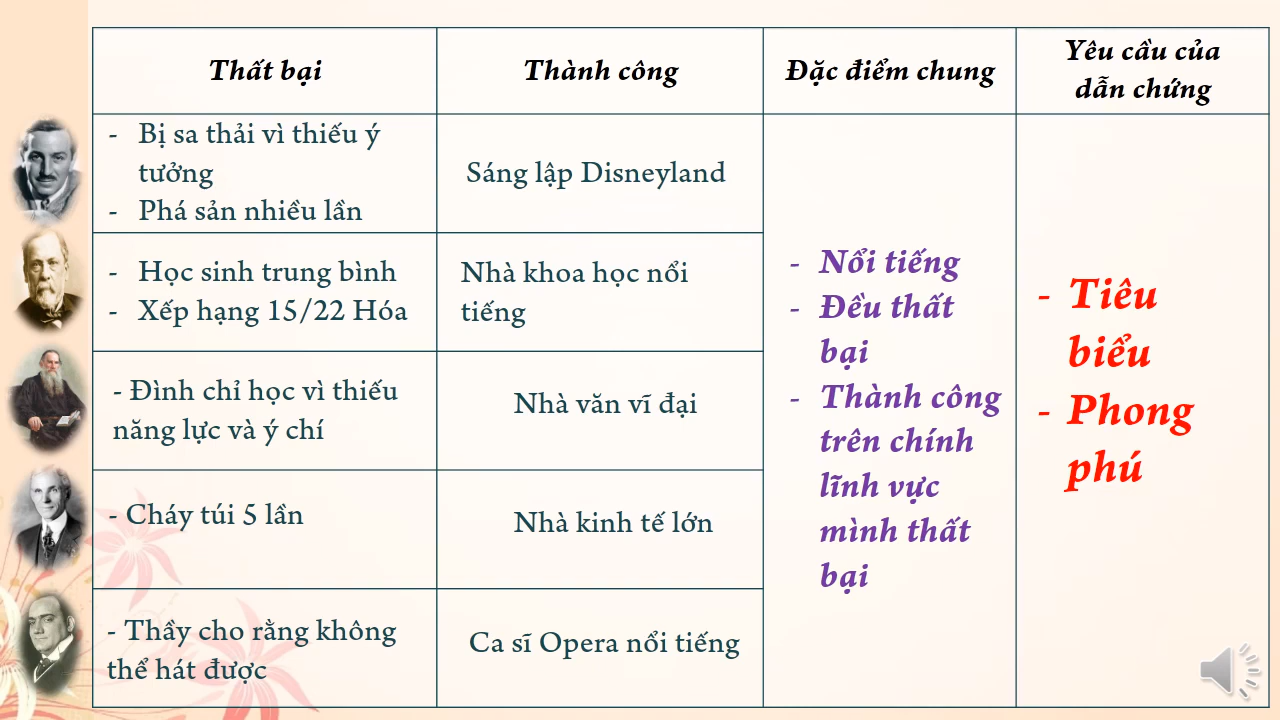 Thất bại
Thành công
Đặc điểm chung
Yêu cầu của
dẫn chứng
- Bị sa thải vì thiếu ý
tưởng
- Phá sản nhiều lần
Sáng lập Disneyland
- Học sinh trung bình
- Xếp hạng 15/22 Hóa
Nhà khoa học nổi
tiếng
- Đình chỉ học vì thiếu
năng lực và ý chí
Nhà văn vĩ đại
- Cháy túi 5 lần
Nhà kinh tế lớn
- Thầy cho rằng không
thể hát được
Ca sĩ Opera nổi tiếng
- Nổi tiếng
- Đều thất
bại
- Thành công
trên chính
lĩnh vực
mình thất
bại
- Tiêu
biểu
- Phong
phú